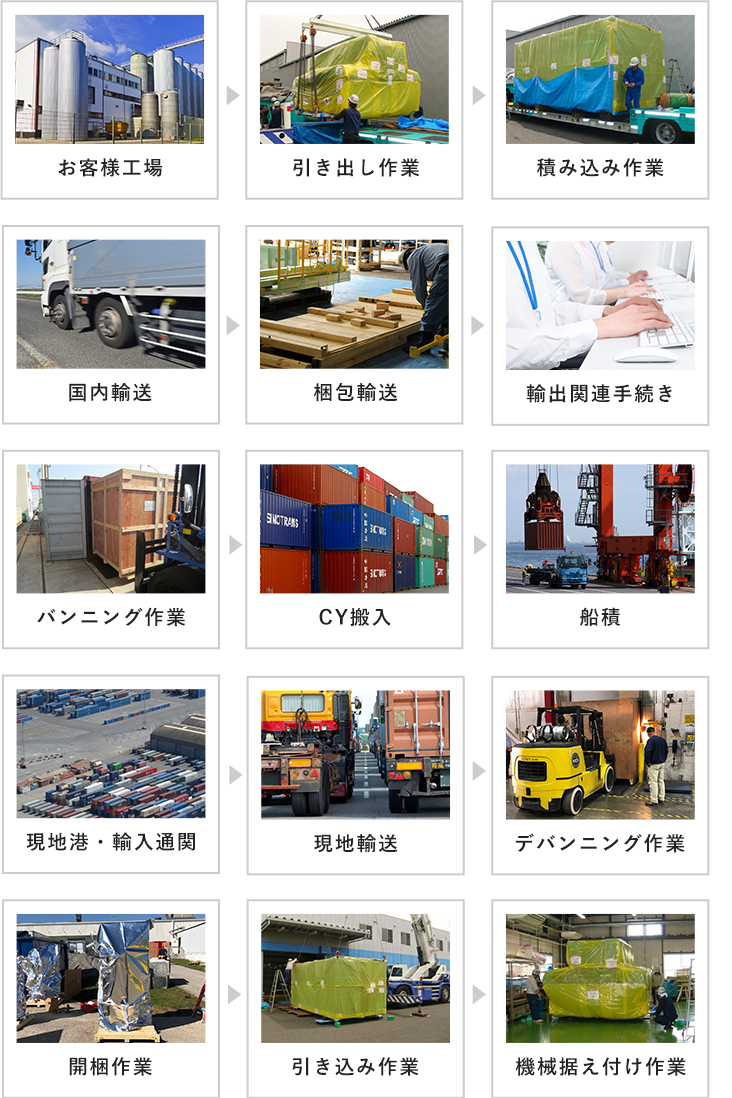 お客様工場
引き出し作業
積み込み作業
国内輸送
梱包輸送
輸出関連手続き
バンニング作業
SINOTRANS
SINOTRANS
CY搬入
船積
現地港・輸入通関
現地輸送
デバンニング作業
開梱作業
引き込み作業
機械据え付け作業